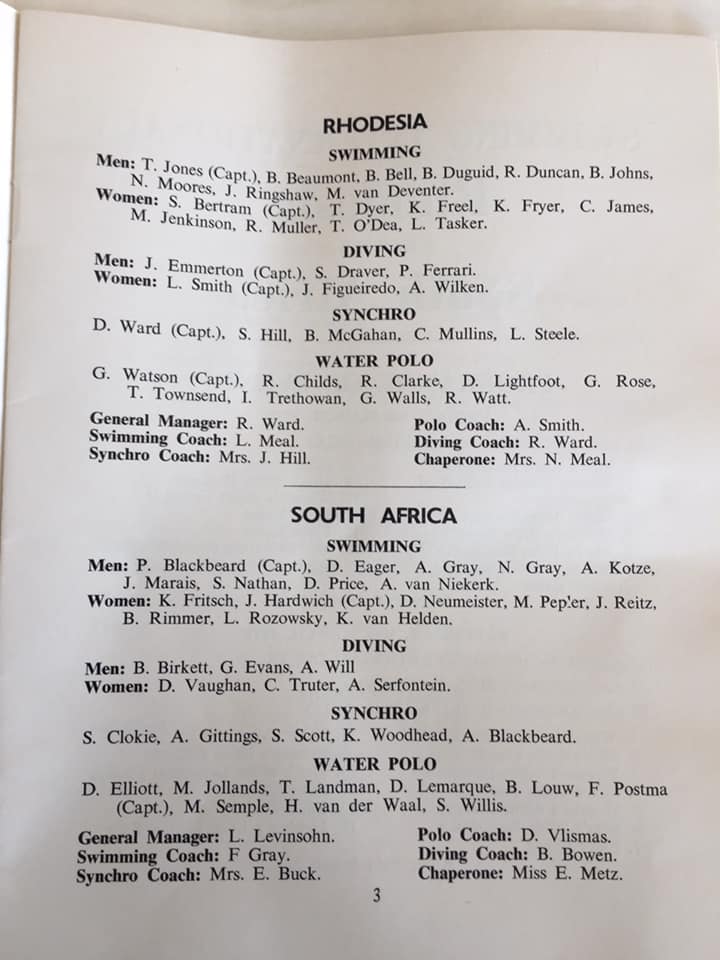 RHODESIA
SWIMMING
Men: T. Jones (Capt.), B. Beaumont, B. Bell, B. Duguid, R. Duncan, B. Johns,
N. Moores, J. Ringshaw, M. van Deventer.
Women: S. Bertram (Capt.), T. Dyer, K. Freel, K. Fryer, C. James,
M. Jenkinson, R. Muller, T. O'Dea, L. Tasker.
DIVING
Men: J. Emmerton (Capt.), S. Draver, P. Ferrari.
Women: L. Smith (Capt.), J. Figueiredo, A. Wilken.
SYNCHRO
D. Ward (Capt.), S. Hill, B. McGahan, C. Mullins, L. Steele.
WATER POLO
G. Watson (Capt.), R. Childs, R. Clarke, D. Lightfoot, G. Rose,
T. Townsend, I. Trethowan, G. Walls, R. Watt.
General Manager: R. Ward. Polo Coach: A. Smith.
Swimming Coach: L. Meal. Diving Coach: R. Ward.
Synchro Coach: Mrs. J. Hill. Chaperone: Mrs. N. Meal.
SOUTH AFRICA
SWIMMING
Men: P. Blackbeard (Capt.), D. Eager, A. Gray, N. Gray, A. Kotze,
J. Marais, S. Nathan, D. Price, A. van Niekerk.
Women: K. Fritsch, J. Hardwich (Capt.), D. Neumeister, M. Pepler, J. Reitz,
B. Rimmer, L. Rozowsky, K. van Helden.
DIVING
Men: B. Birkett, G. Evans, A. Will
Women: D. Vaughan, C. Truter, A. Serfontein.
SYNCHRO
S. Clokie, A. Gittings, S. Scott, K. Woodhead, A. Blackbeard.
WATER POLO
D. Elliott, M. Jollands, T. Landman, D. Lemarque, B. Louw, F. Postma
(Capt.), M. Semple, H. van der Waal, S. Willis.
General Manager: L. Levinsohn. Polo Coach: D. Vlismas.
Swimming Coach: F Gray. Diving Coach: B. Bowen.
Synchro Coach: Mrs. E. Buck. Chaperone: Miss E. Metz.
3